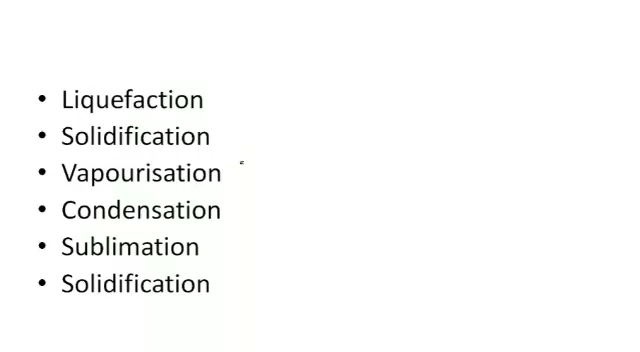 • Liquefaction
• Solidification
• Vapourisation
• Condensation
• Sublimation
• Solidification